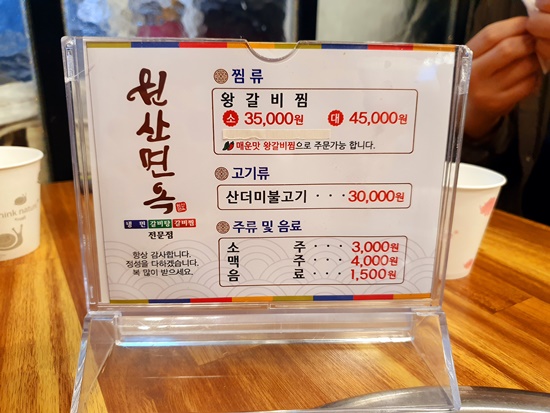 원산면옥
냉면 갈비탕 갈비찜
전문점
항상 감사합니다.
정성을 다하겠습니다.
복 많이 받으세요.
찜 류
왕 갈 비 찜
소 35,000원 대 45,000원
매운맛 왕갈비찜으로 주문가능 합니다.
고기류
산더미불고기 · · · 30,000원
주류 및 음료
소 주 · · · 3,000원
맥 주 · · · 4,000원
음 료 · · · 1,500원
think nature